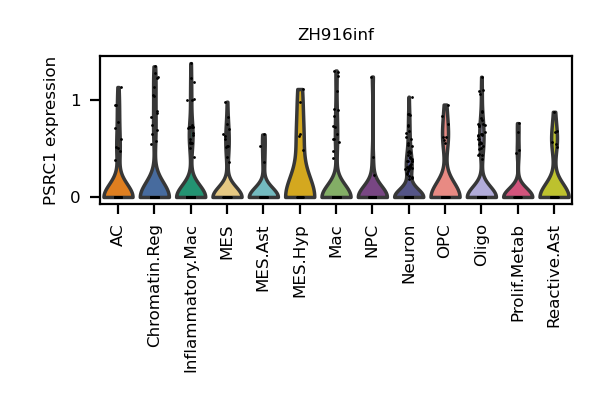 ZH916inf
PSRC1 expression
1
0
AC
Chromatin.Reg
Inflammatory.Mac
MES
MES.Ast
MES.Hyp
Mac
NPC
Neuron
OPC
Oligo
Prolif.Metab
Reactive.Ast